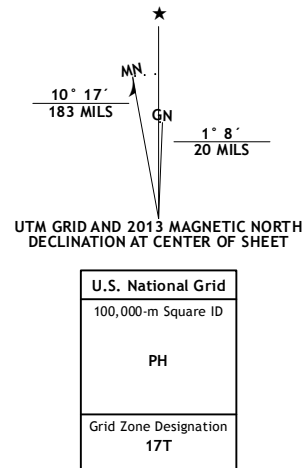 ★
MN
GN
10° 17´
183 MILS
1° 8´
20 MILS
UTM GRID AND 2013 MAGNETIC NORTH
DECLINATION AT CENTER OF SHEET
U.S. National Grid
100,000-m Square ID
PH
Grid Zone Designation
17T